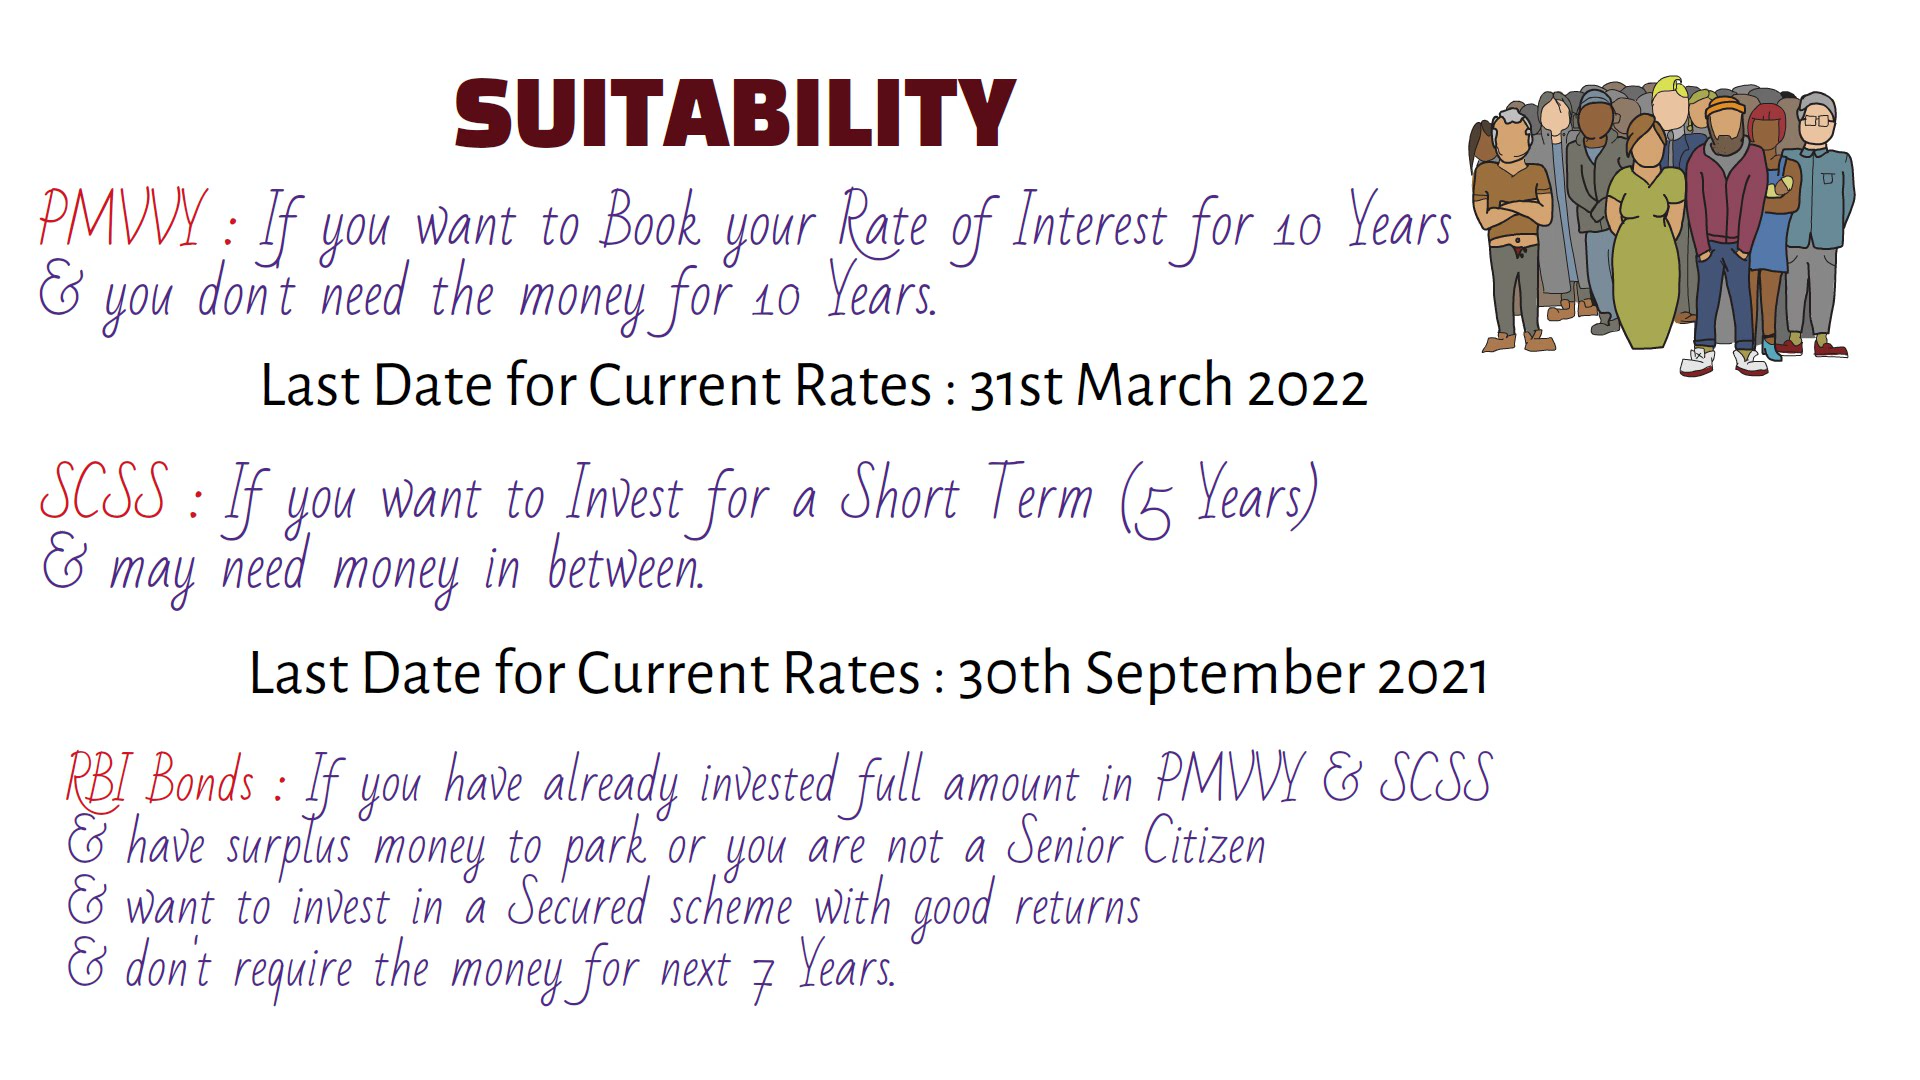 SUITABILITY
PMVVY : If you want to Book your Rate of Interest for 10 Years
& you don't need the money for 10 Years.
Last Date for Current Rates : 31st March 2022
SCSS : If you want to Invest for a Short Term (5 Years)
& may need money in between.
Last Date for Current Rates : 30th September 2021
RBI Bonds : If you have already invested full amount in PMVVY & SCSS
& have surplus money to park or you are not a Senior Citizen
& want to invest in a Secured scheme with good returns
& don't require the money for next 7 Years.